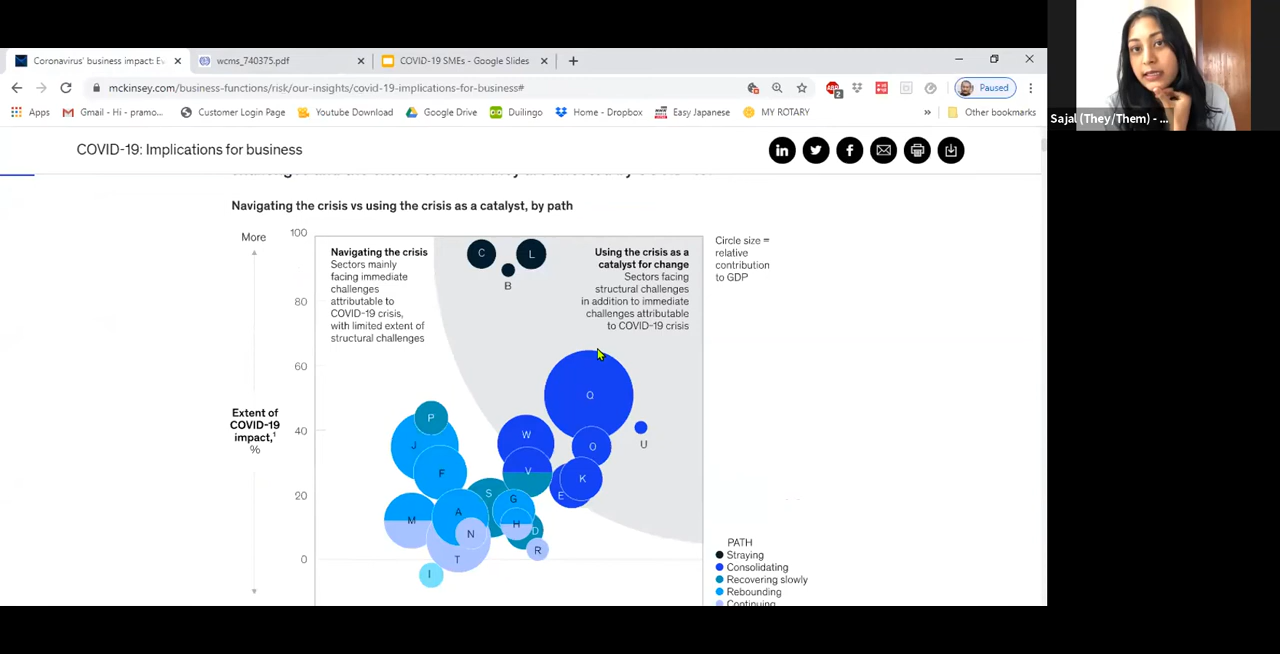 Coronavirus' business impact: Ev
wcms_740375.pdf
COVID-19 SMEs - Google Slides
mckinsey.com/business-functions/risk/our-insights/covid-19-implications-for-business#
ABP
2
Paused
Apps
Gmail - Hi - pramo...
Customer Login Page
Youtube Download
Google Drive
Duilingo
Home - Dropbox
Easy Japanese
MY ROTARY
»
Other bookmarks
Sajal (They/Them) - ...
COVID-19: Implications for business
in
f
Navigating the crisis vs using the crisis as a catalyst, by path
More
100
80
60
40
20
0
Extent of
COVID-19
impact,¹
%
Navigating the crisis
Sectors mainly
facing immediate
challenges
attributable to
COVID-19 crisis,
with limited extent of
structural challenges
C
L
B
Using the crisis as a
catalyst for change
Sectors facing
structural challenges
in addition to immediate
challenges attributable
to COVID-19 crisis
Circle size =
relative
contribution
to GDP
Q
P
U
J
W
O
F
V
K
S
G
E
M
A
H
D
N
R
T
I
PATH
Straying
Consolidating
Recovering slowly
Rebounding
Continuing